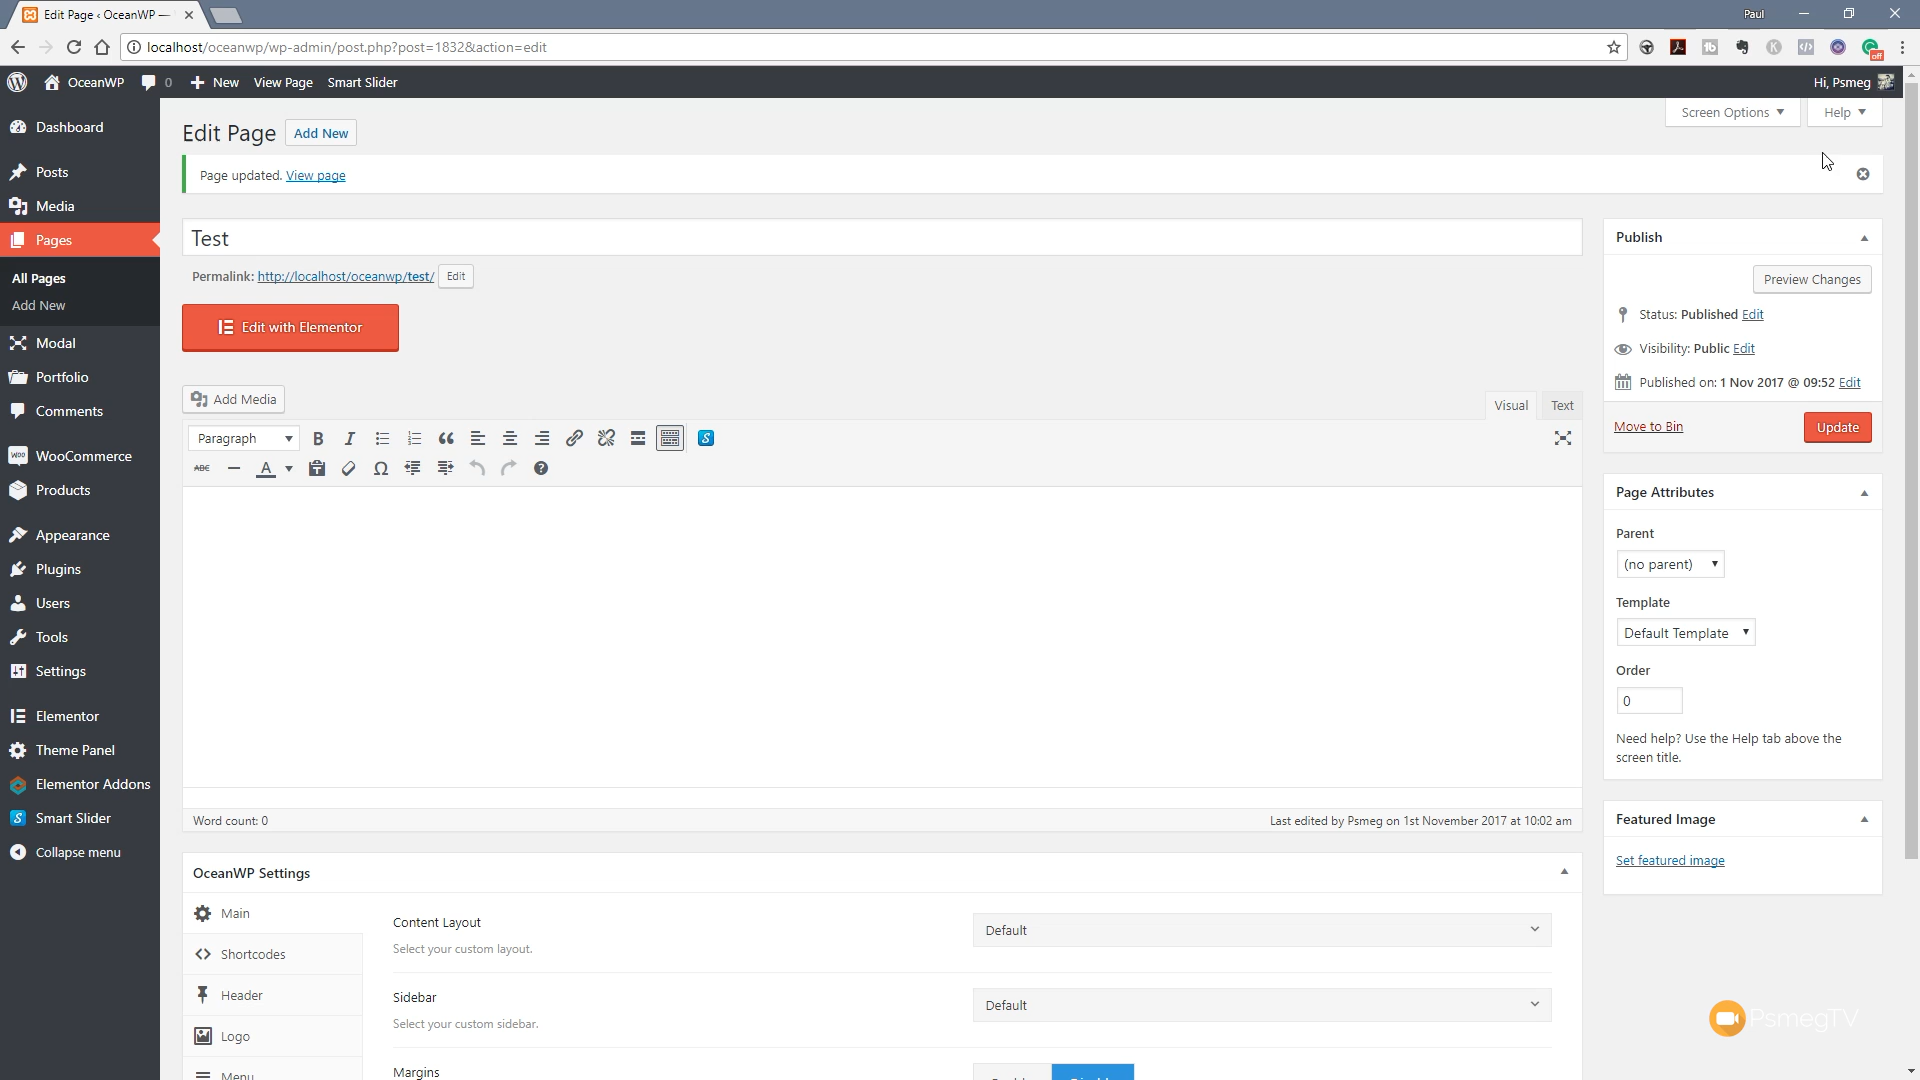 Edit Page ‹ OceanWP —
Paul
localhost/oceanwp/wp-admin/post.php?post=1832&action=edit
OceanWP
0
New
View Page
Smart Slider
Hi, Psmeg
Dashboard
Posts
Media
Pages
All Pages
Add New
Modal
Portfolio
Comments
WooCommerce
Products
Appearance
Plugins
Users
Tools
Settings
Elementor
Theme Panel
Elementor Addons
Smart Slider
Collapse menu
Screen Options
Help
Edit Page
Add New
Page updated. View page
Test
Permalink: http://localhost/oceanwp/test/ Edit
Edit with Elementor
Add Media
Visual
Text
Paragraph
Word count: 0
Last edited by Psmeg on 1st November 2017 at 10:02 am
OceanWP Settings
Main
Shortcodes
Header
Logo
Menu
Content Layout
Select your custom layout.
Default
Sidebar
Select your custom sidebar.
Default
Margins
Publish
Preview Changes
Status: Published Edit
Visibility: Public Edit
Published on: 1 Nov 2017 @ 09:52 Edit
Move to Bin
Update
Page Attributes
Parent
(no parent)
Template
Default Template
Order
0
Need help? Use the Help tab above the
screen title.
Featured Image
Set featured image
PsmegTV